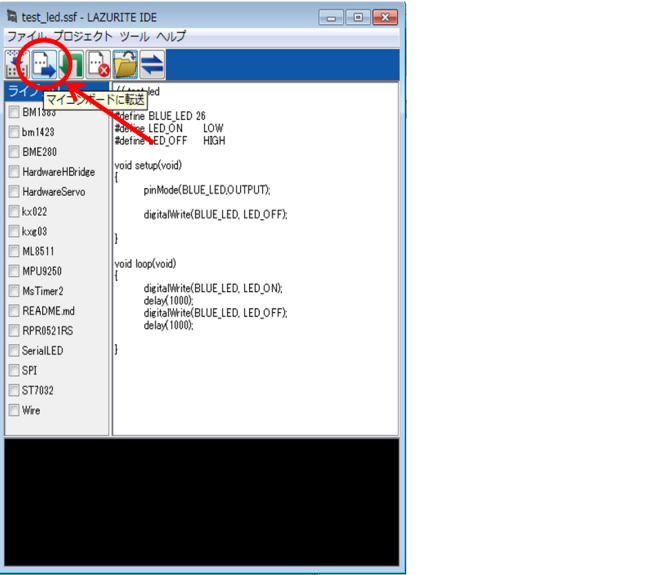 test_led.ssf - LAZURITE IDE
ファイル プロジェクト ツール ヘルプ
マイコンボードに転送
BM1383
bm1423
BME280
HardwareHBridge
HardwareServo
kx022
kxg03
ML8511
MPU9250
MsTimer2
README.md
RPR0521RS
SerialLED
SPI
ST7032
Wire
#define BLUE_LED 26
#define LED_ON LOW
#define LED_OFF HIGH
void setup(void)
{
pinMode(BLUE_LED,OUTPUT);
digitalWrite(BLUE_LED, LED_OFF);
}
void loop(void)
{
digitalWrite(BLUE_LED, LED_ON);
delay(1000);
digitalWrite(BLUE_LED, LED_OFF);
delay(1000);
}